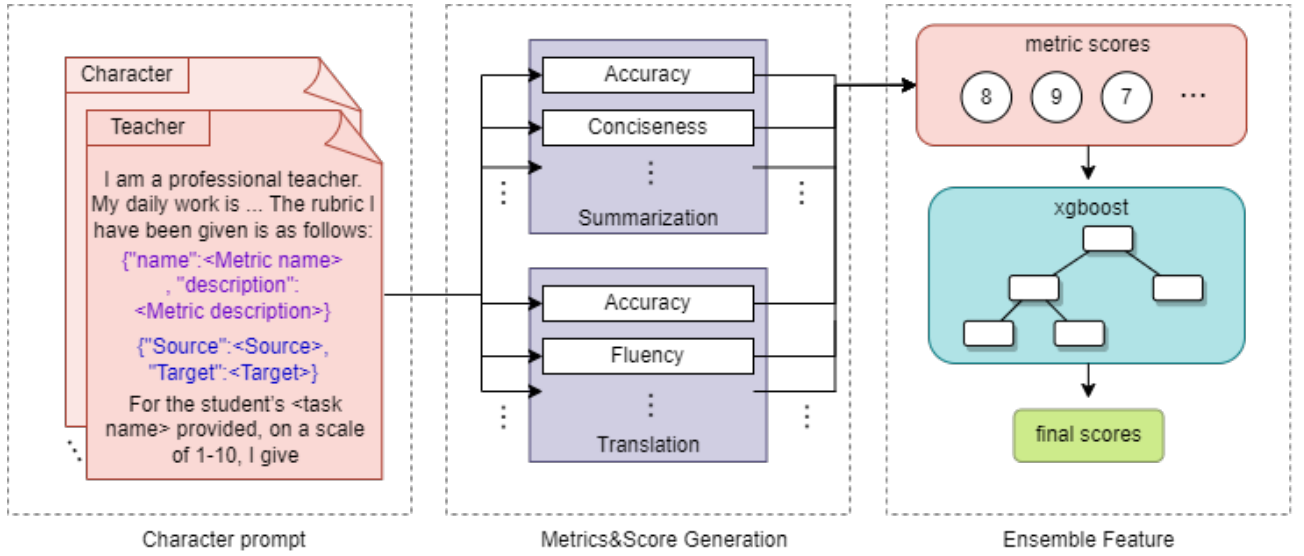 Character
Teacher
I am a professional teacher.
My daily work is ... The rubric I
have been given is as follows:
{"name":<Metric name>
, "description":
<Metric description>}
{"Source":<Source>,
"Target":<Target>}
For the student's <task
name> provided, on a scale
of 1-10, I give
Character prompt
Accuracy
Conciseness
Summarization
Accuracy
Fluency
Translation
Metrics&Score Generation
metric scores
8 9 7 ...
xgboost
final scores
Ensemble Feature